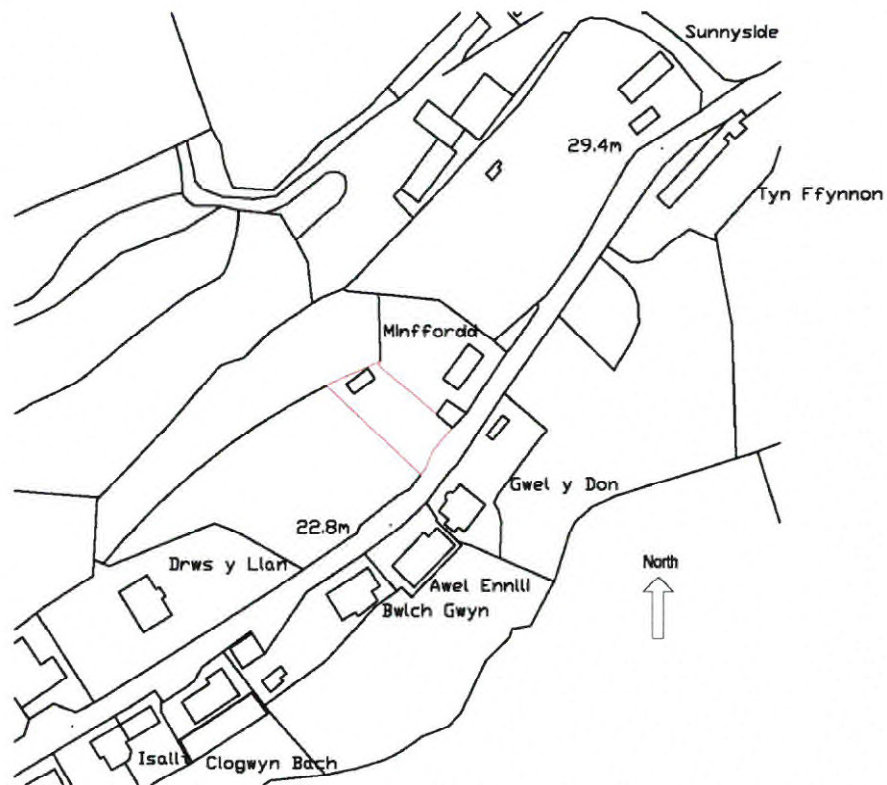 Sunnyside
29.4m
Tyn Ffynnon
Minffordd
Gwel y Don
22.8m
North
Drws y Llan
Awel Ennlli
Bwlch Gwyn
Isallt
Clogwyn Bach